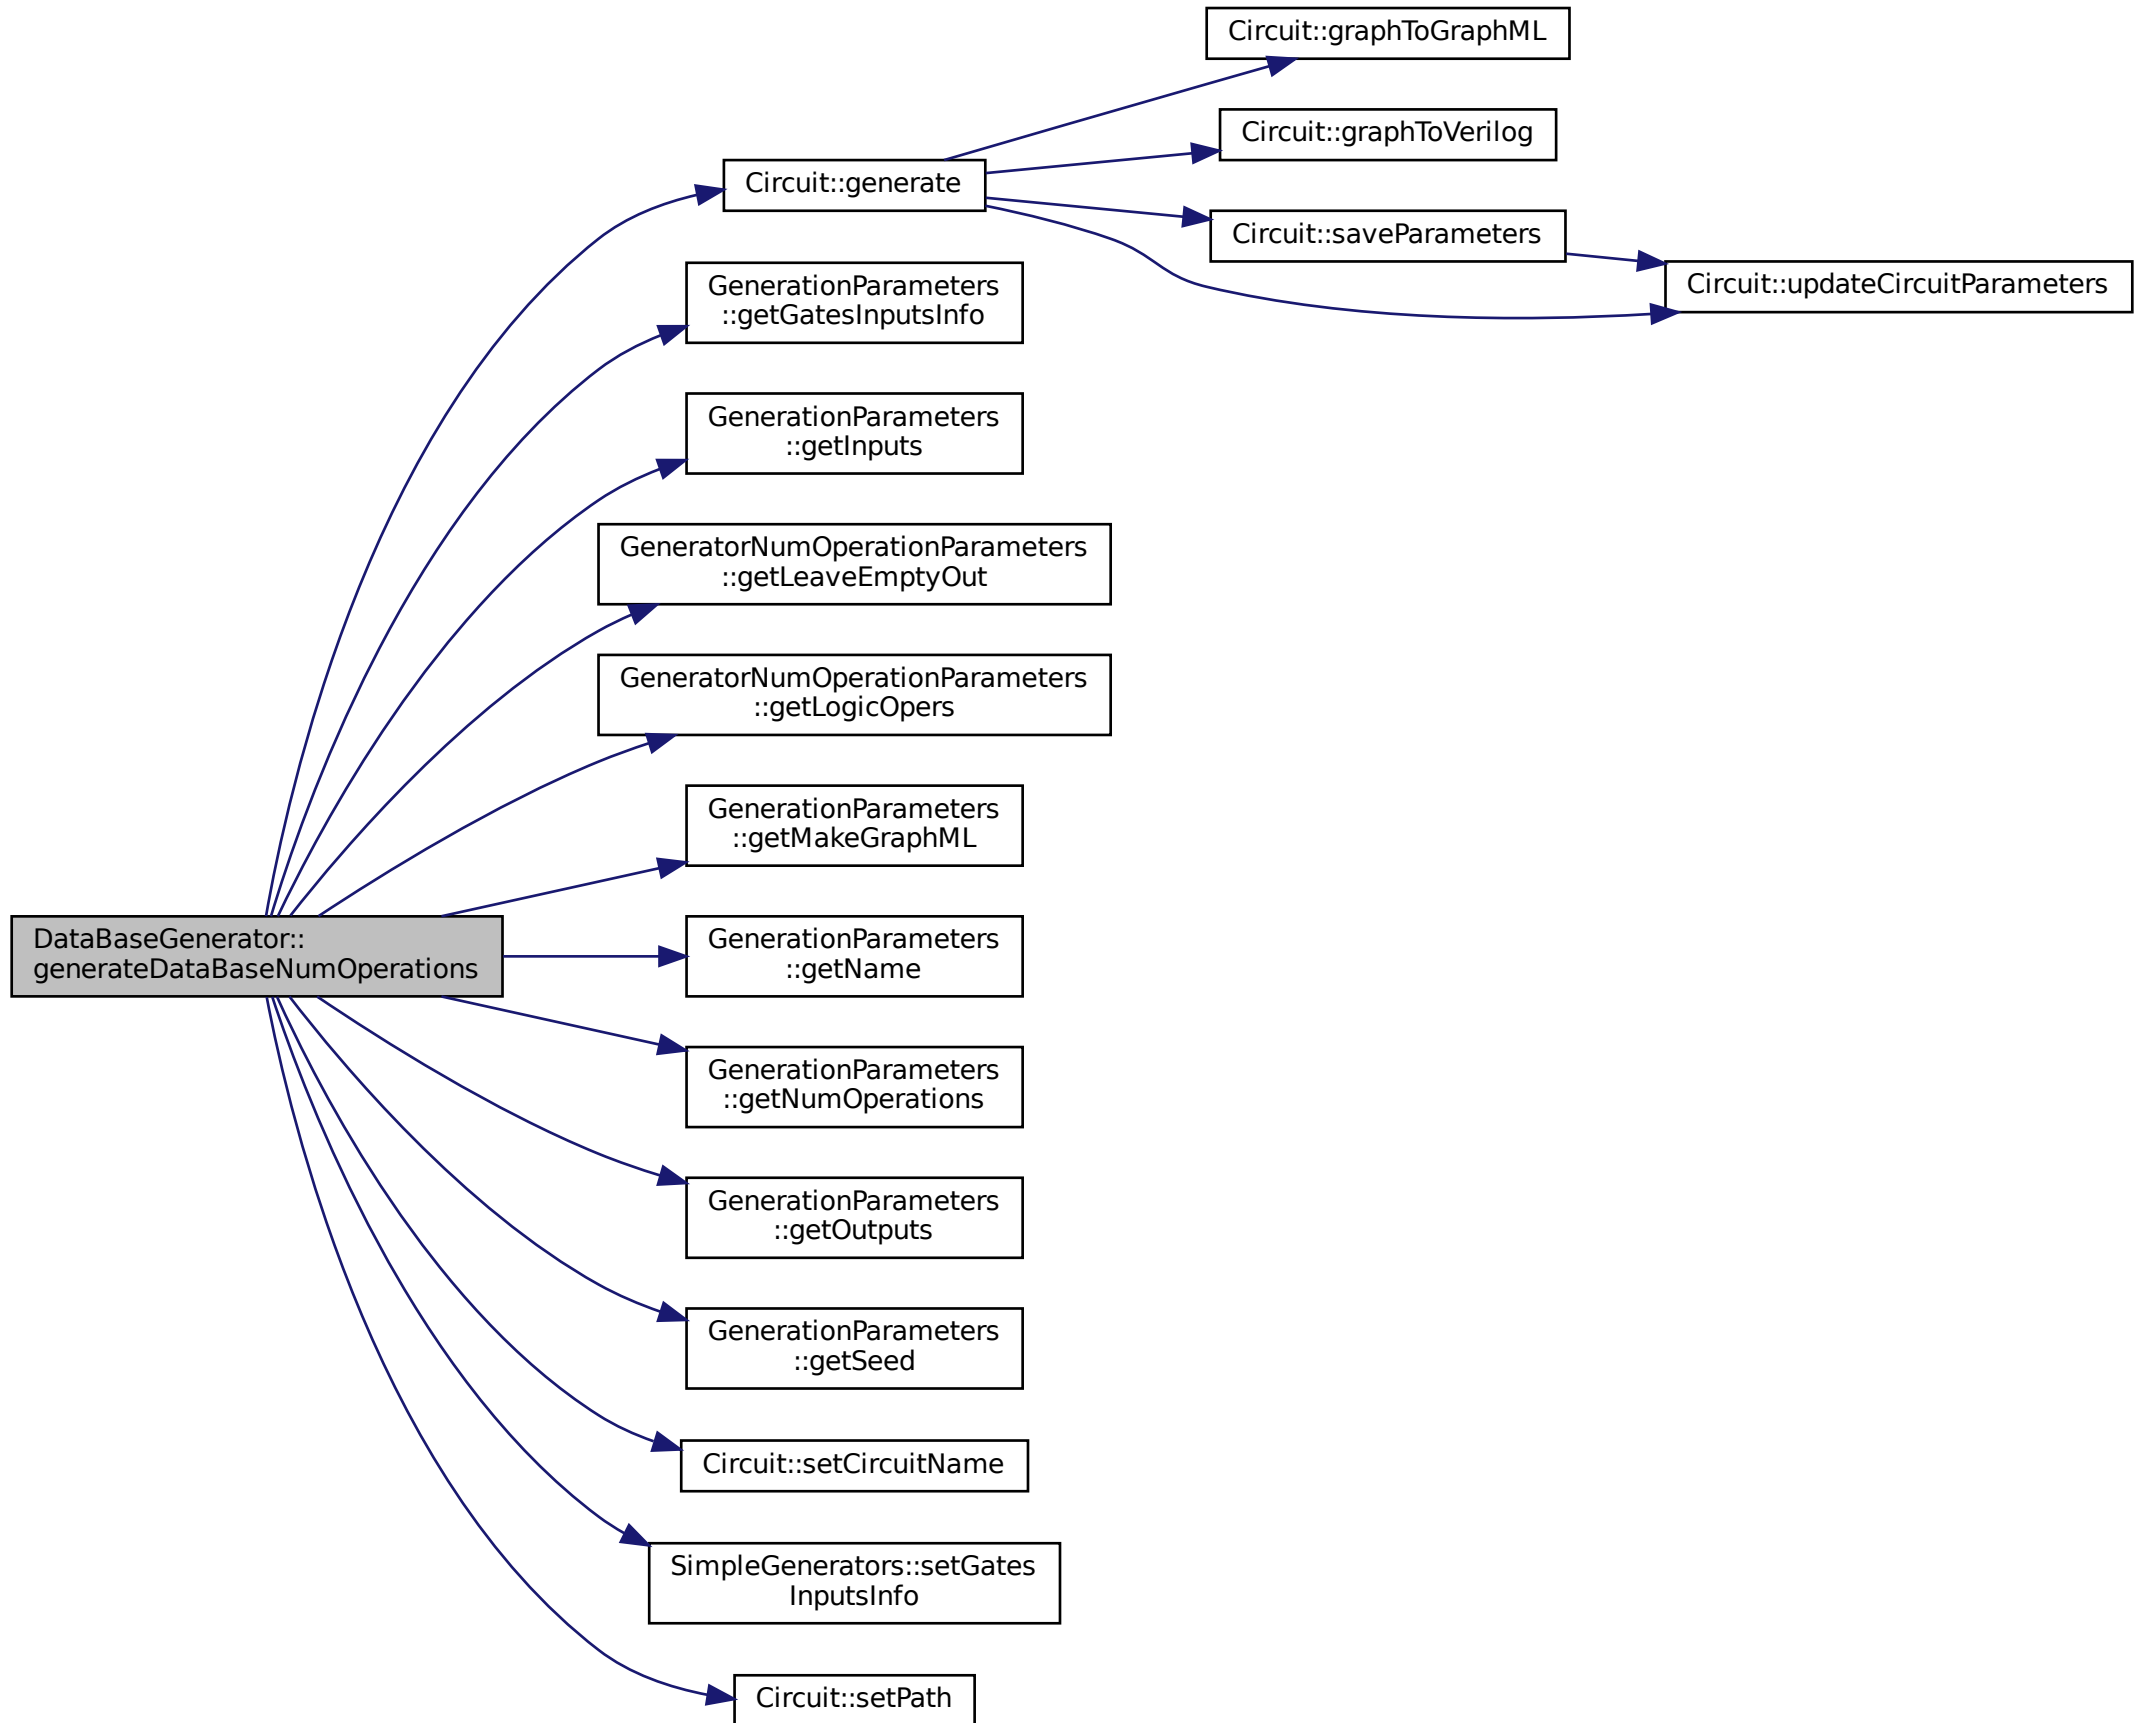 Circuit::graphToGraphML
Circuit::graphToVerilog
Circuit::generate
Circuit::saveParameters
Circuit::updateCircuitParameters
GenerationParameters
::getGatesInputsInfo
GenerationParameters
::getInputs
GeneratorNumOperationParameters
::getLeaveEmptyOut
GeneratorNumOperationParameters
::getLogicOpers
GenerationParameters
::getMakeGraphML
DataBaseGenerator::
generateDataBaseNumOperations
GenerationParameters
::getName
GenerationParameters
::getNumOperations
GenerationParameters
::getOutputs
GenerationParameters
::getSeed
Circuit::setCircuitName
SimpleGenerators::setGates
InputsInfo
Circuit::setPath